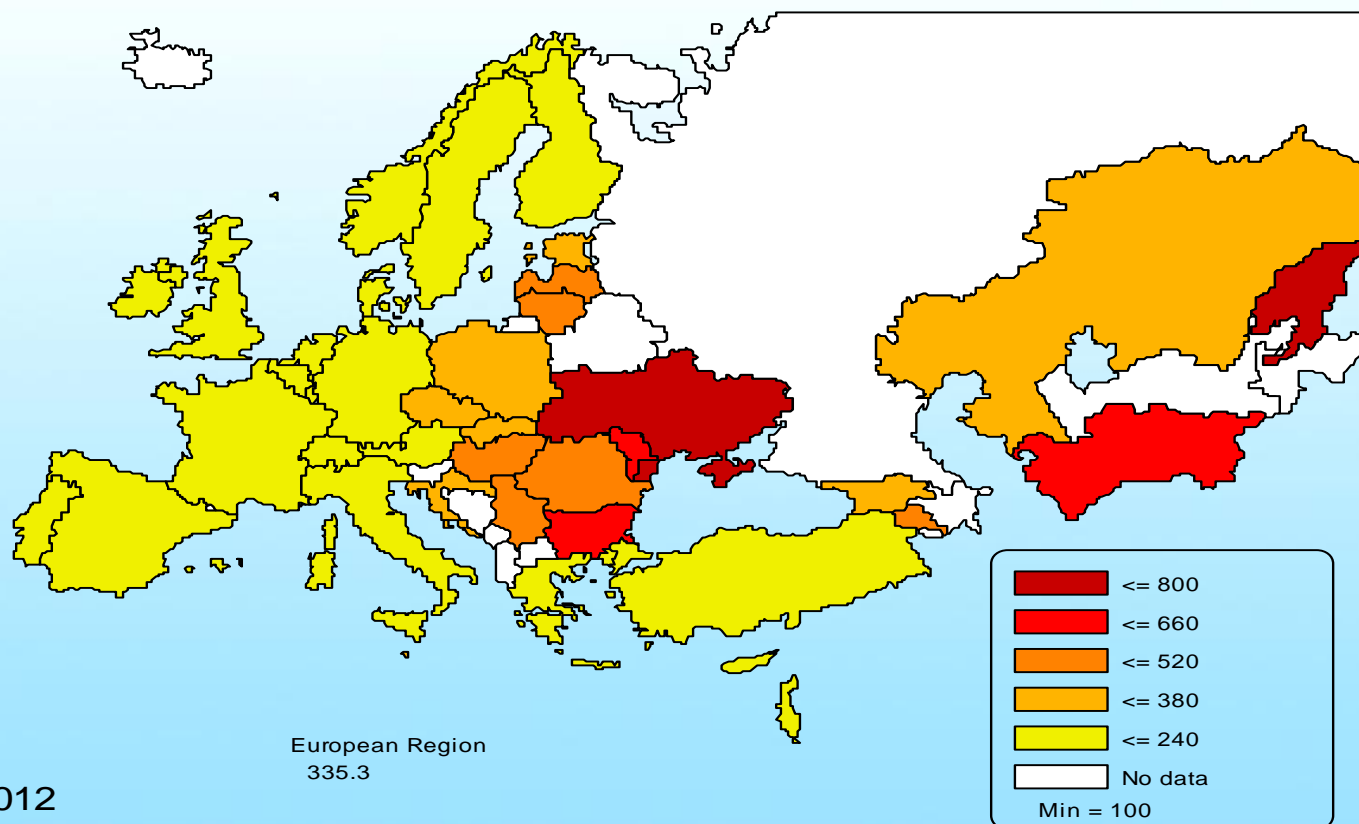 European Region
335.3
012
<= 800
<= 660
<= 520
<= 380
<= 240
No data
Min = 100